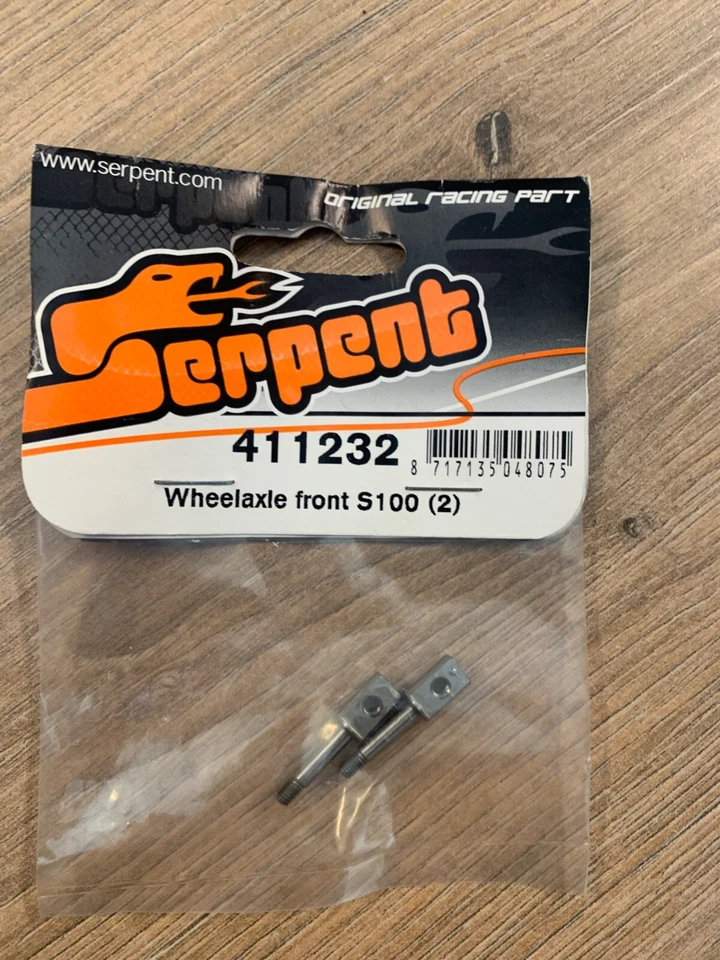 www.serpent.com
original racing part
Serpent
411232
8 717135 048075
Wheelaxle front S100 (2)